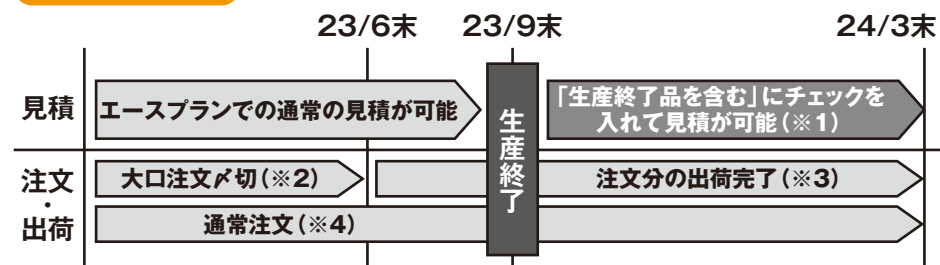 23/6末
23/9末
24/3末
見積
エースプランでの通常の見積が可能
生産終了
「生産終了品を含む」にチェックを
入れて見積が可能（※1）
注文・出荷
大口注文〆切（※2）
注文分の出荷完了（※3）
通常注文（※4）